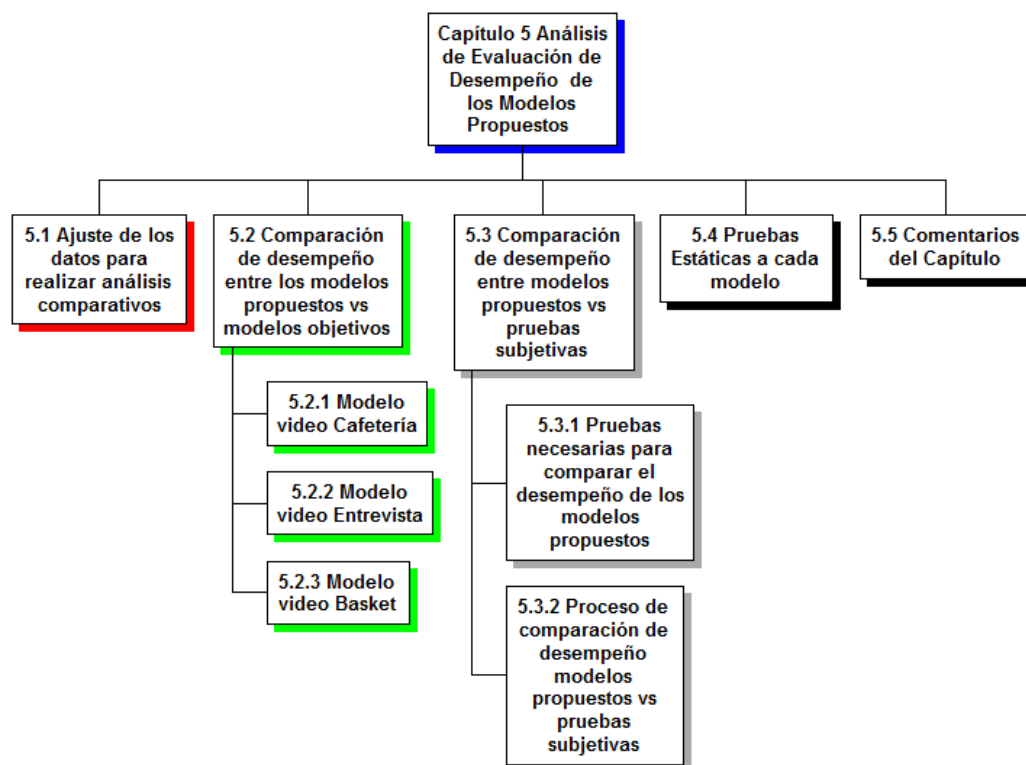 Capítulo 5 Análisis
de Evaluación de
Desempeño de
los Modelos
Propuestos
5.1 Ajuste de los
datos para
realizar análisis
comparativos
5.2 Comparación
de desempeño
entre los modelos
propuestos vs
modelos objetivos
5.3 Comparación
de desempeño
entre modelos
propuestos vs
pruebas
subjetivas
5.4 Pruebas
Estáticas a cada
modelo
5.5 Comentarios
del Capítulo
5.2.1 Modelo
video Cafetería
5.2.2 Modelo
video Entrevista
5.2.3 Modelo
video Basket
5.3.1 Pruebas
necesarias para
comparar el
desempeño de los
modelos
propuestos
5.3.2 Proceso de
comparación de
desempeño
modelos
propuestos vs
pruebas
subjetivas